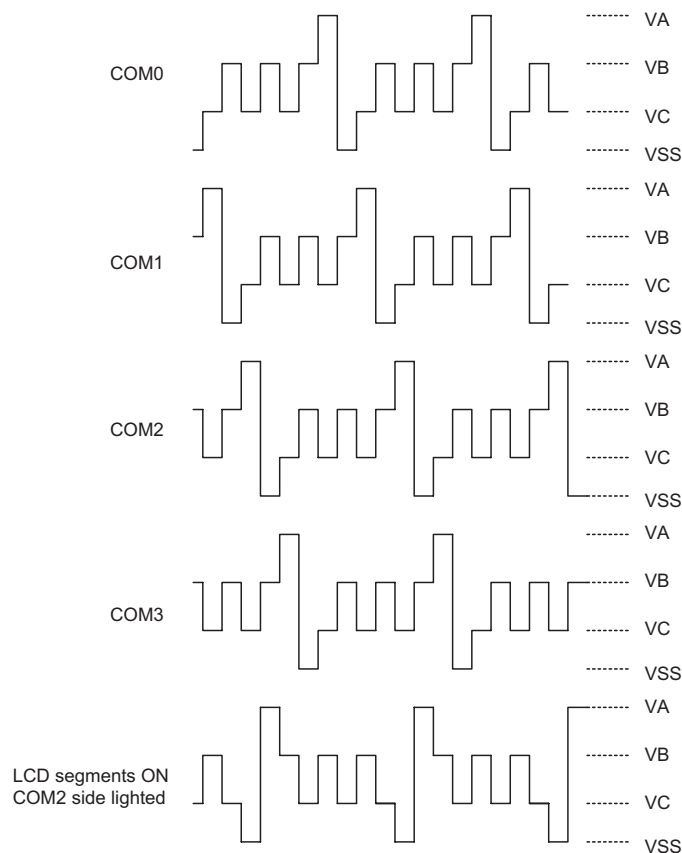 COM0
VA
VB
VC
VSS
COM1
VA
VB
VC
VSS
COM2
VA
VB
VC
VSS
COM3
VA
VB
VC
VSS
LCD segments ON
COM2 side lighted
VA
VB
VC
VSS